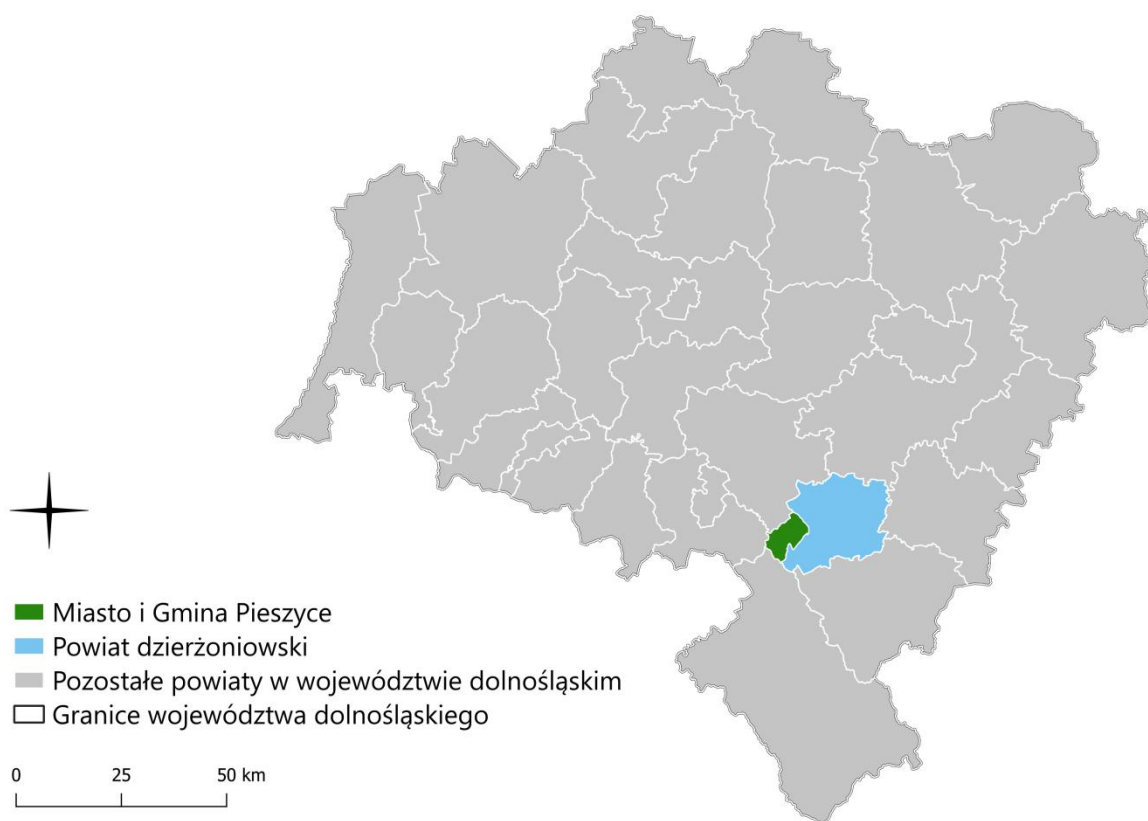 Miasto i Gmina Pieszyce
Powiat dzierżoniowski
Pozostałe powiaty w województwie dolnośląskim
Granice województwa dolnośląskiego
0 25 50 km